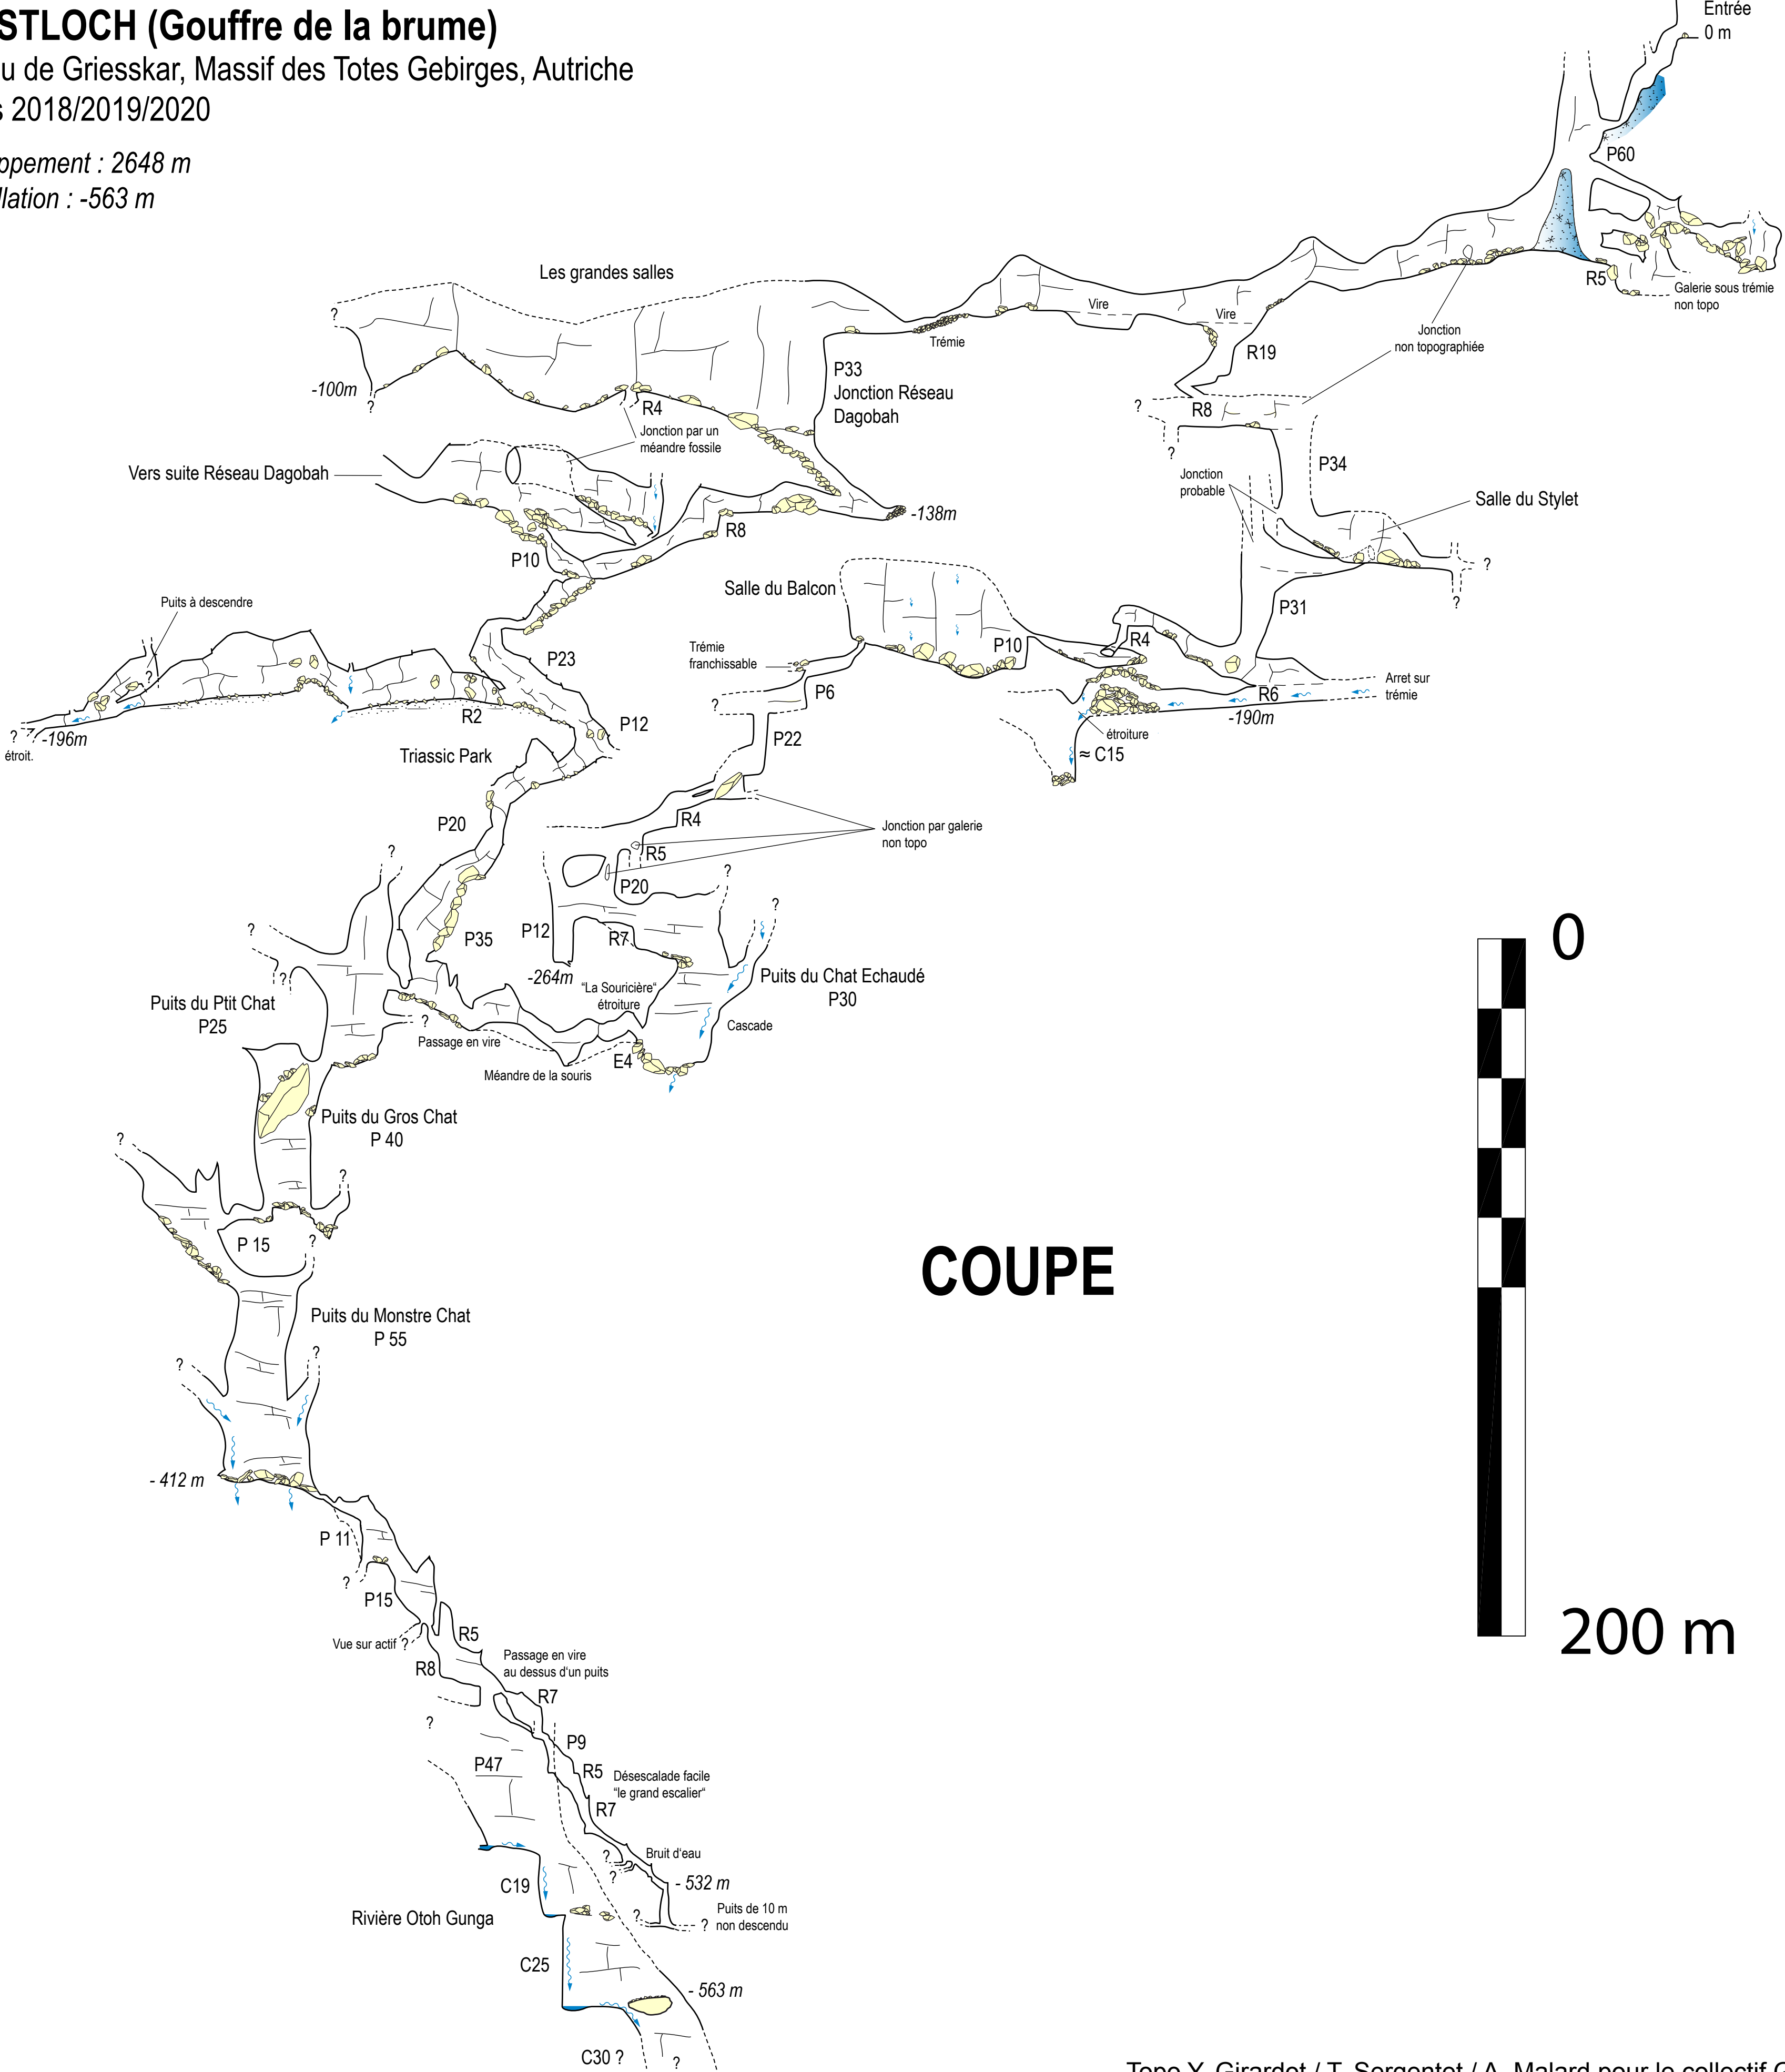 STLOCH (Gouffre de la brume)
u de Griesskar, Massif des Totes Gebirges, Autriche
s 2018/2019/2020
ppement : 2648 m
llation : -563 m
Entrée
0 m
P60
R5
Galerie sous trémie
non topo
Jonction
non topographiée
Les grandes salles
?
-100m
?
R4
Jonction par un
méandre fossile
Trémie
Vire
Vire
R19
P33
Jonction Réseau
Dagobah
R8
?
?
P34
Jonction
probable
Salle du Stylet
?
?
P31
Vers suite Réseau Dagobah
-138m
R8
P10
Salle du Balcon
P10
R4
R6
-190m
Arret sur
trémie
étroiture
≈ C15
Trémie
franchissable
P6
?
P22
Puits à descendre
?
P23
R2
P12
? ?
-196m
étroit.
Triassic Park
P20
R4
R5
P20
Jonction par galerie
non topo
?
?
?
?
?
P35
P12
R7
-264m
"La Souricière"
étroiture
Puits du Chat Echaudé
P30
Cascade
Puits du Ptit Chat
P25
?
Passage en vire
Méandre de la souris
E4
Puits du Gros Chat
P 40
?
?
P 15
?
Puits du Monstre Chat
P 55
?
?
- 412 m
P 11
?
P15
Vue sur actif ?
R5
R8
Passage en vire
au dessus d'un puits
R7
?
P9
P47
R5
Désescalade facile
"le grand escalier"
R7
Bruit d'eau
?
?
- 532 m
C19
Rivière Otoh Gunga
?
?
Puits de 10 m
non descendu
C25
- 563 m
C30 ?
?
COUPE
0
200 m
Topo Y. Girardot / T. Sergentet / A. Malard pour le collectif